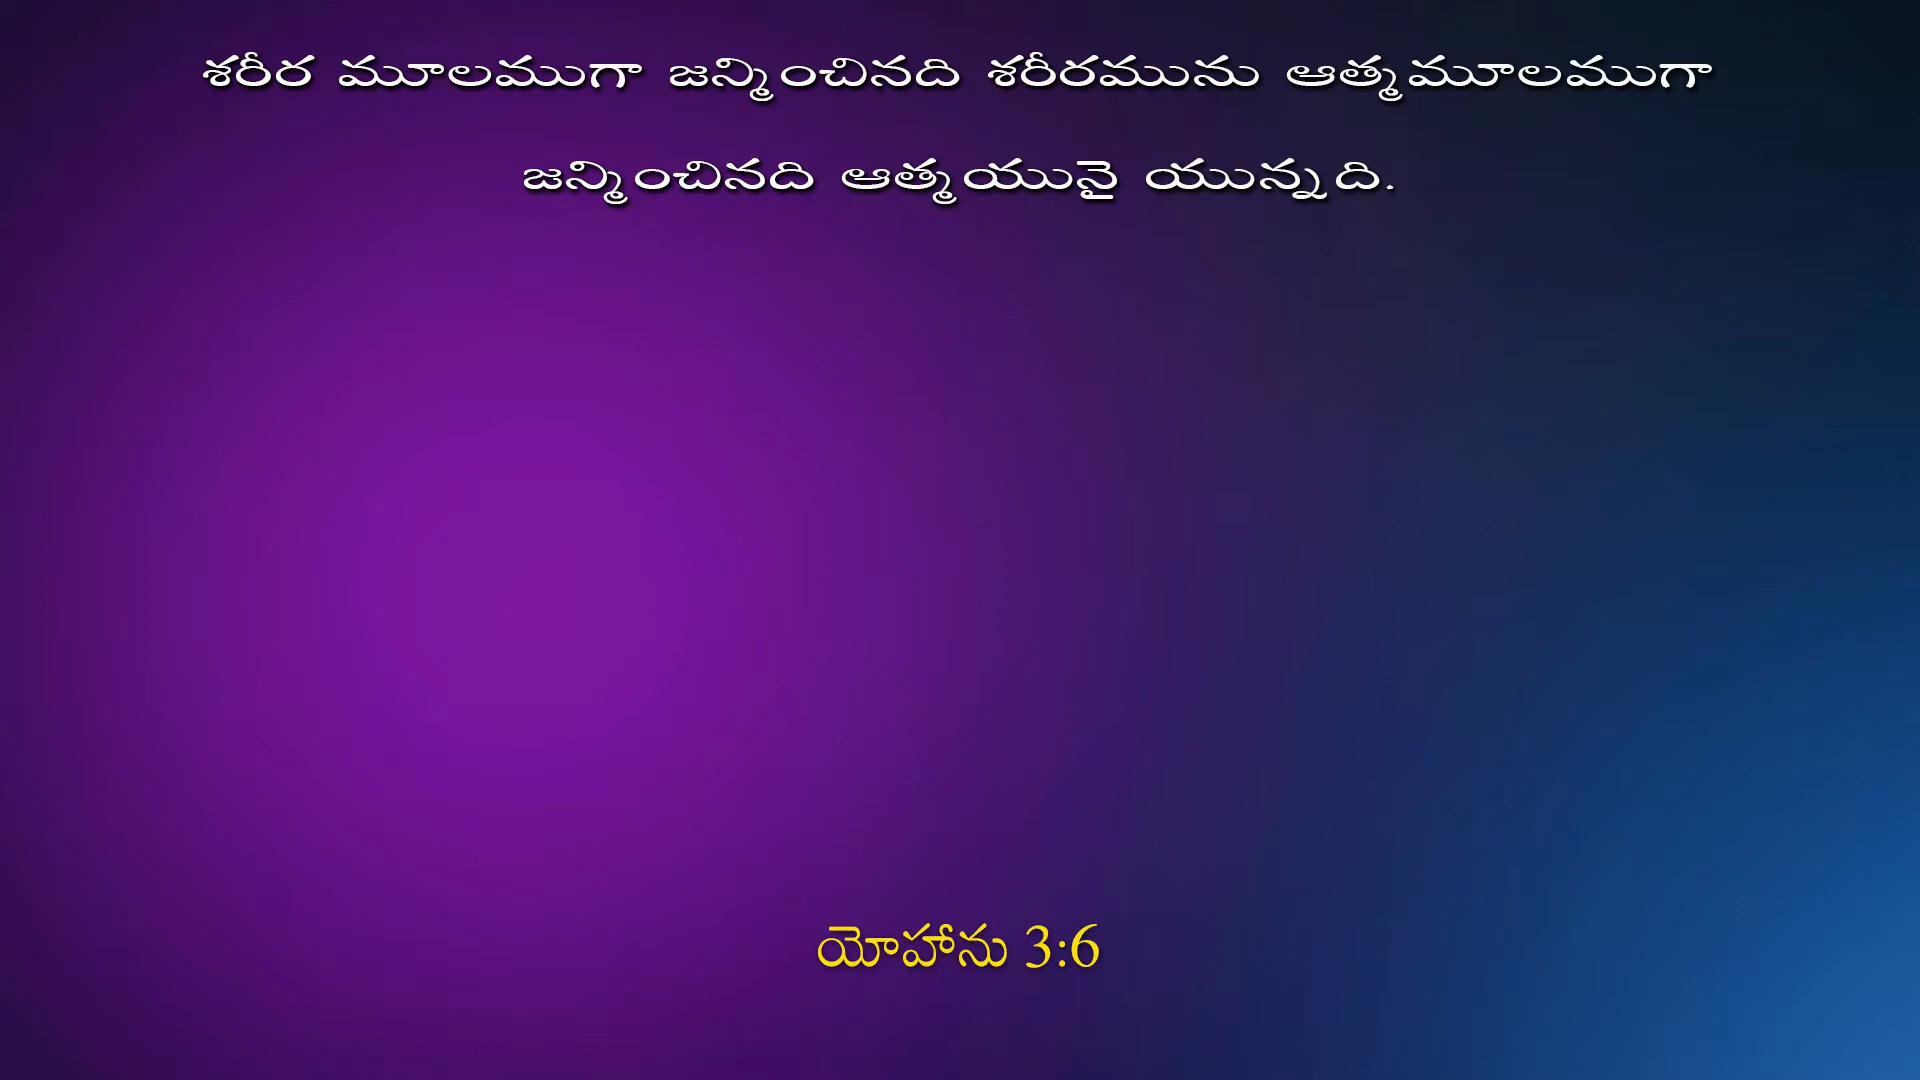 శరీర మూలముగా జన్మించినది శరీరమును ఆత్మమూలముగా
జన్మించినది ఆత్మయునై యున్నది.
యోహాను 3:6